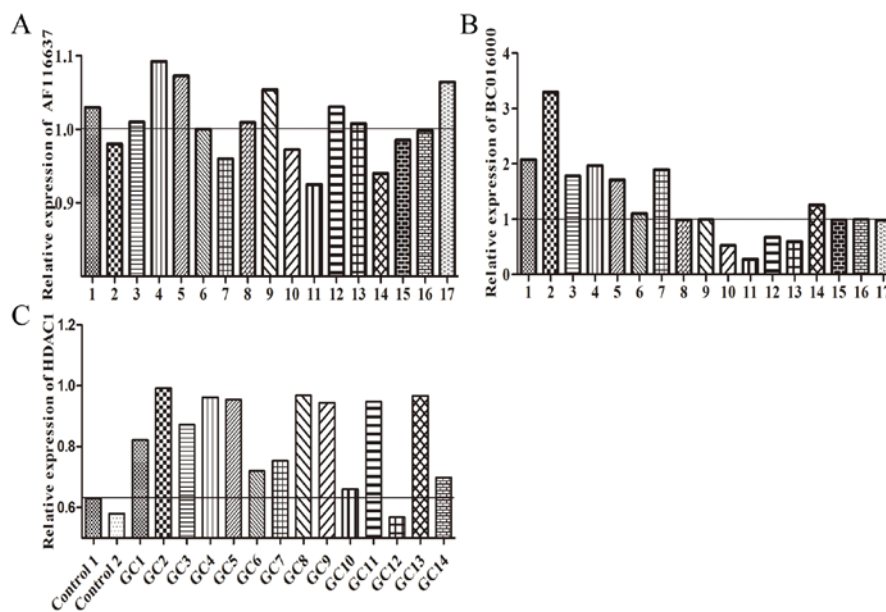 A
Relative expression of AF116637
1.1
1.0
0.9
1 2 3 4 5 6 7 8 9 10 11 12 13 14 15 16 17
B
Relative expression of BC016000
4
3
2
1
0
1 2 3 4 5 6 7 8 9 10 11 12 13 14 15 16 17
C
Relative expression of HDAC1
1.2
1.0
0.8
0.6
Control 1 Control 2 GC1 GC2 GC3 GC4 GC5 GC6 GC7 GC8 GC9 GC10 GC11 GC12 GC13 GC14